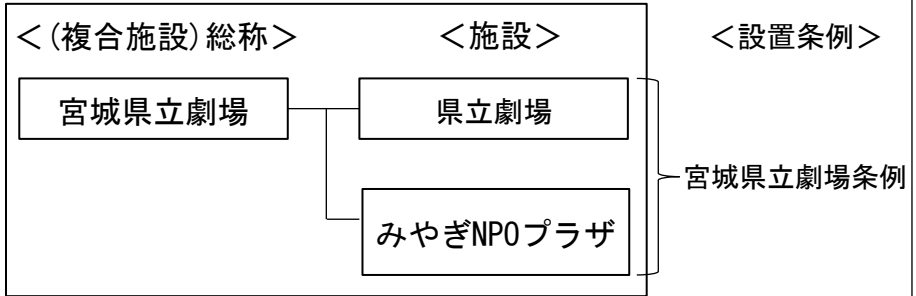 ＜(複合施設)総称＞ ＜施設＞ ＜設置条例＞
宮城県立劇場 県立劇場
宮城県立劇場条例
みやぎNPOプラザ